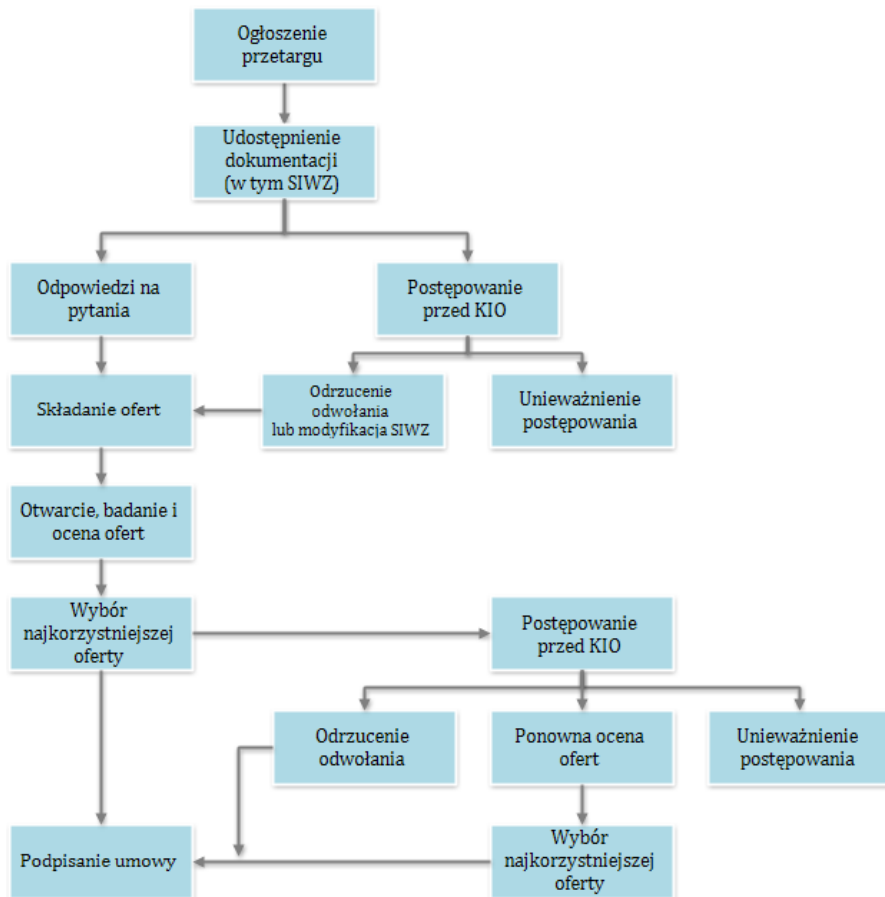 Ogłoszenie
przetargu
Udostępnienie
dokumentacji
(w tym SIWZ)
Odpowiedzi na
pytania
Postępowanie
przed KIO
Składanie ofert
Odrzucenie
odwołania
lub modyfikacja SIWZ
Unieważnienie
postępowania
Otwarcie, badanie i
ocena ofert
Wybór
najkorzystniejszej
oferty
Postępowanie
przed KIO
Odrzucenie
odwołania
Ponowna ocena
ofert
Unieważnienie
postępowania
Podpisanie umowy
Wybór
najkorzystniejszej
oferty